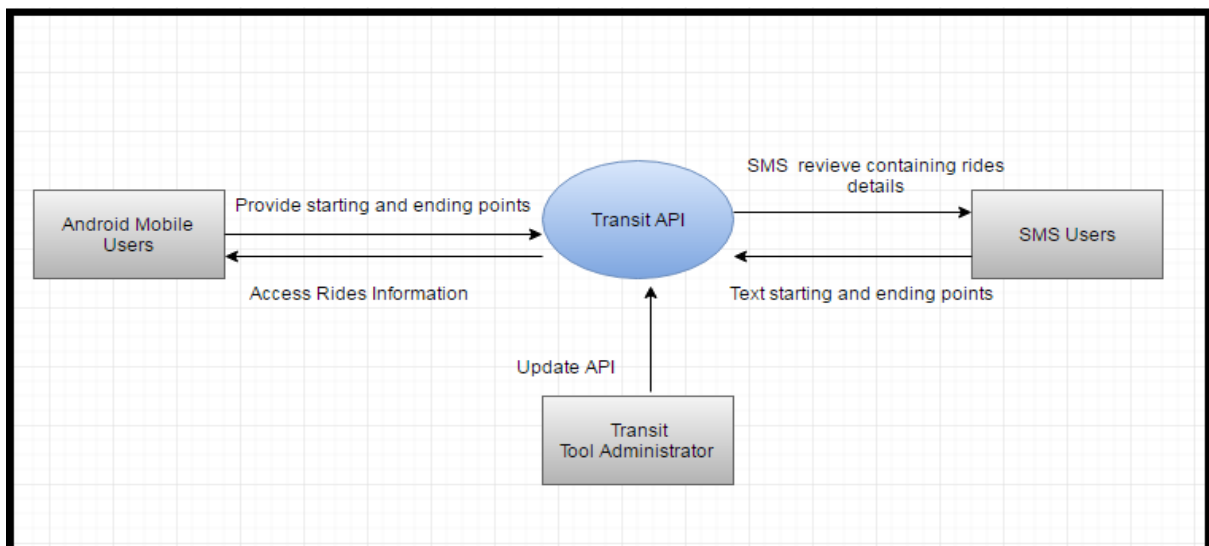 SMS revieve containing rides
details
Provide starting and ending points
Android Mobile
Users
Transit API
SMS Users
Access Rides Information
Text starting and ending points
Update API
Transit
Tool Administrator